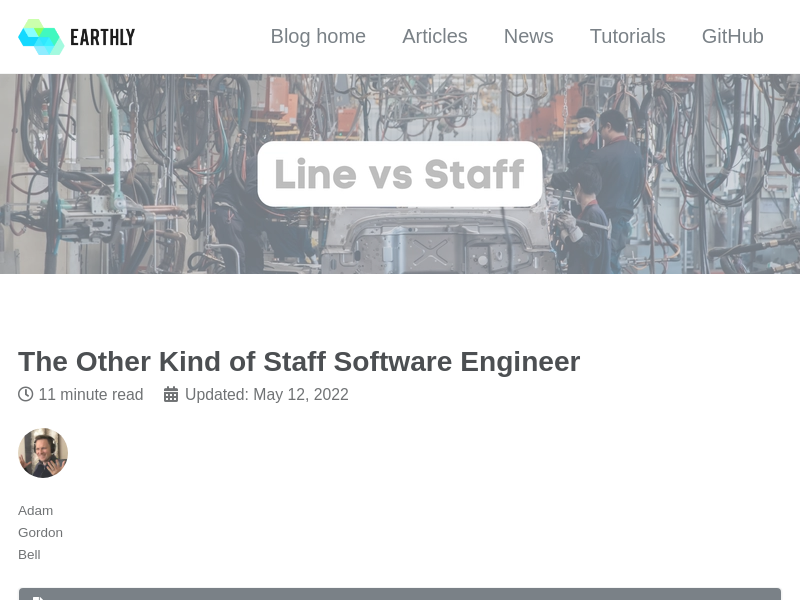 EARTHLY
Blog home
Articles
News
Tutorials
GitHub
Line vs Staff
The Other Kind of Staff Software Engineer
11 minute read
Updated: May 12, 2022
Adam
Gordon
Bell